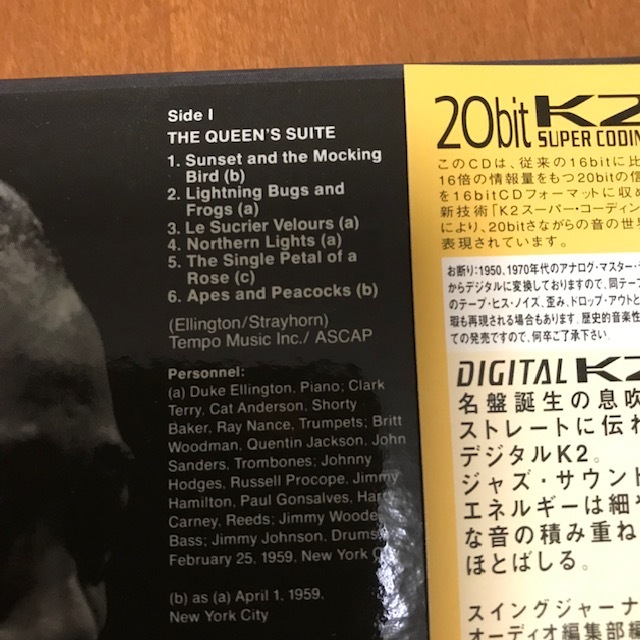 Side I
THE QUEEN'S SUITE
1. Sunset and the Mocking
Bird (b)
2. Lightning Bugs and
Frogs (a)
3. Le Sucrier Velours (a)
4. Northern Lights (a)
5. The Single Petal of a
Rose (c)
6. Apes and Peacocks (b)
(Ellington/Strayhorn)
Tempo Music Inc./ ASCAP
Personnel:
(a) Duke Ellington, Piano; Clark
Terry, Cat Anderson, Shorty
Baker, Ray Nance, Trumpets; Britt
Woodman, Quentin Jackson, John
Sanders, Trombones; Johnny
Hodges, Russell Procope, Jimmy
Hamilton, Paul Gonsalves, Har
Carney, Reeds; Jimmy Woode
Bass; Jimmy Johnson, Drums
February 25, 1959, New York C
(b) as (a) April 1, 1959,
New York City
20bit K2
SUPER CODIN
このCDは、従来の16bitに比
16倍の情報量をもつ20bitの信
を16bitCDフォーマットに収め
新技術「K2スーパー・コーディン
により、20bitさながらの音の世界
表現されています。
お断り:1950、1970年代のアナログ・マスター・テ
からデジタルに変換しておりますので、同テープ
のテープ・ヒス・ノイズ、歪み、ドロップ・アウトと
瑕も再現される場合もあります。歴史的音楽性
ての発売ですので、何卒ご了承下さい。
DIGITAL K2
名盤誕生の息吹
ストレートに伝れ
デジタルK2。
ジャズ・サウント
エネルギーは細や
な音の積み重ね
ほとばしる。
スイングジャーナ
オーディオ編集部編